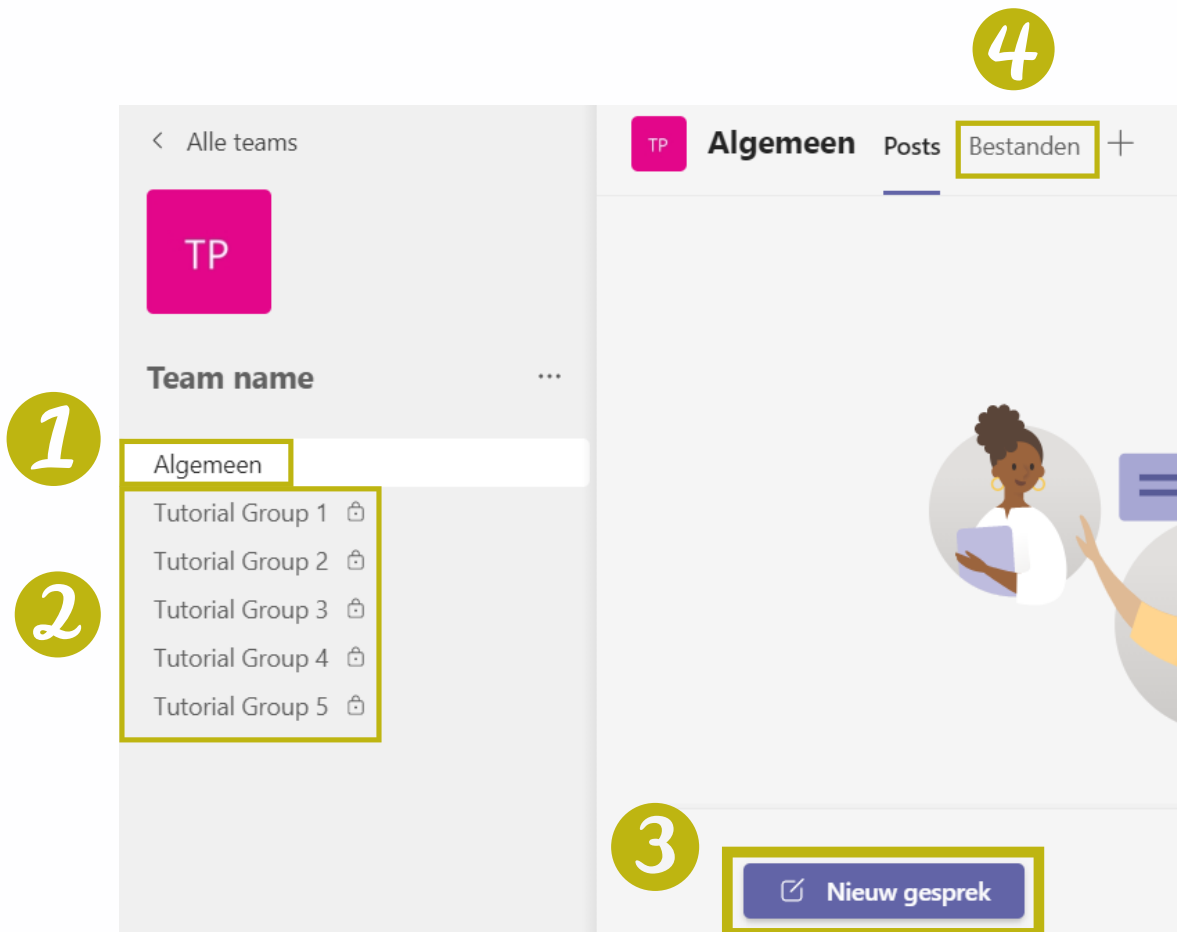 4
Alle teams
TP
Algemeen Posts Bestanden
TP
Team name
1
Algemeen
Tutorial Group 1
2
Tutorial Group 2
Tutorial Group 3
Tutorial Group 4
Tutorial Group 5
3
Nieuw gesprek